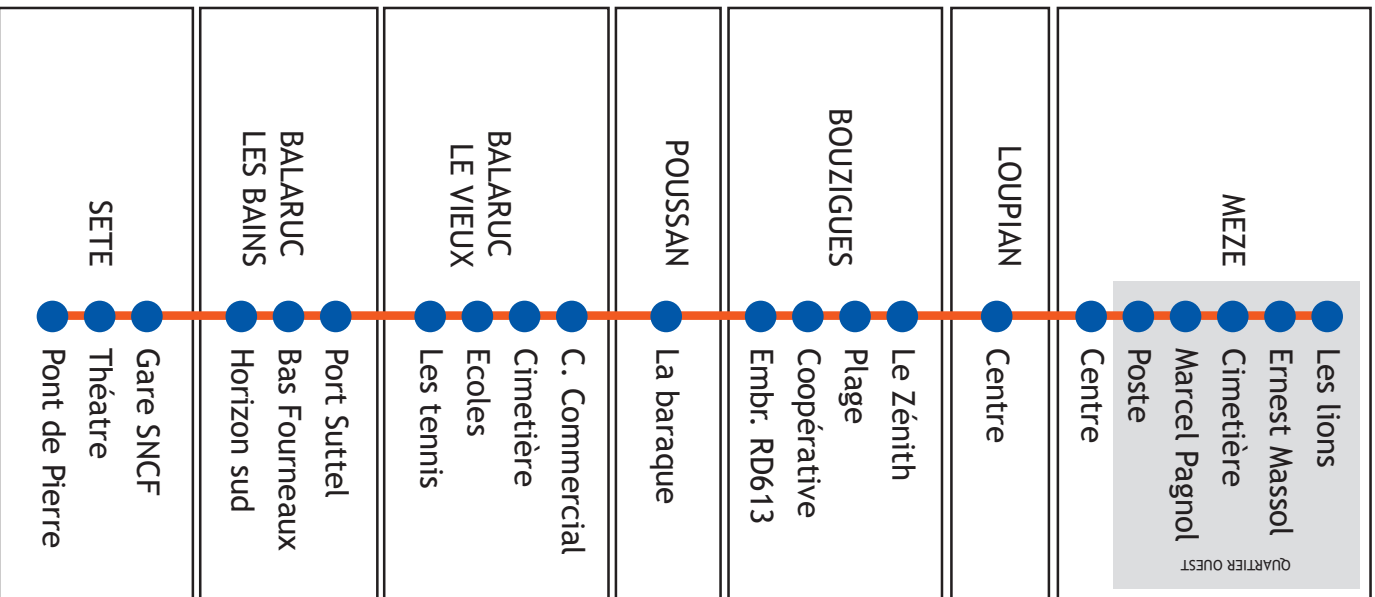 SETE
Pont de Pierre
Théatre
Gare SNCF
BALARUC
LES BAINS
Horizon sud
Bas Fourneaux
Port Suttel
BALARUC
LE VIEUX
Les tennis
Ecoles
Cimetière
C. Commercial
POUSSAN
La baraque
BOUZIGUES
Embr. RD613
Coopérative
Plage
Le Zénith
LOUPIAN
Centre
MEZE
Centre
Poste
Marcel Pagnol
Cimetière
Ernest Massol
Les lions
QUARTIER OUEST